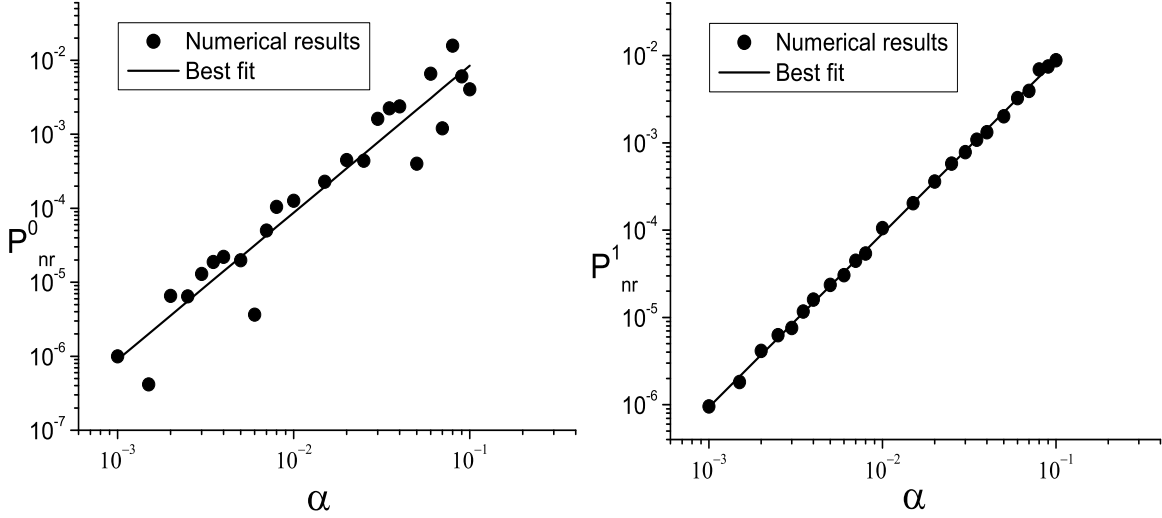 Numerical results
Best fit
10⁻²
10⁻³
10⁻⁴
10⁻⁵
10⁻⁶
10⁻⁷
P⁰nr
10⁻³ 10⁻² 10⁻¹
α
Numerical results
Best fit
10⁻²
10⁻³
10⁻⁴
10⁻⁵
10⁻⁶
P¹nr
10⁻³ 10⁻² 10⁻¹
α